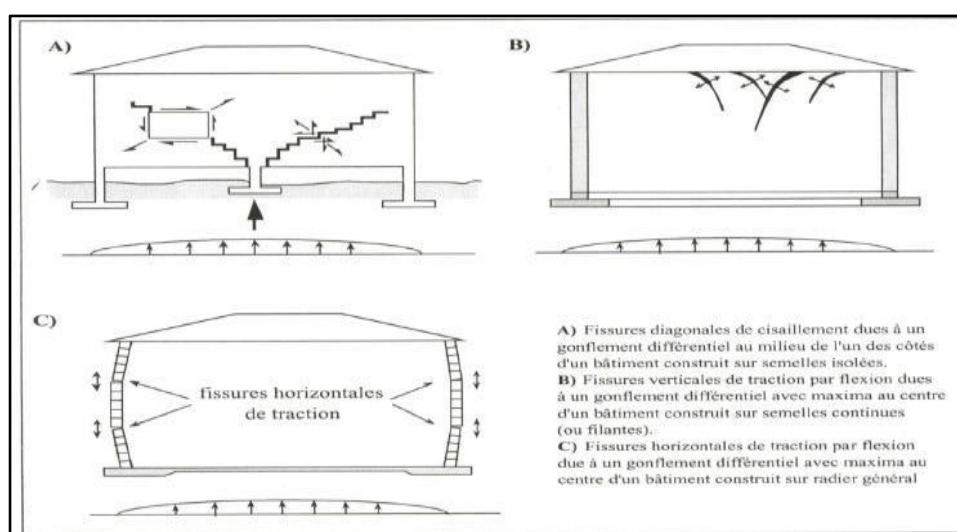 A)
B)
C)
fissures horizontales
de traction
A) Fissures diagonales de cisaillement dues à un
gonflement différentiel au milieu de l'un des côtés
d'un bâtiment construit sur semelles isolées.
B) Fissures verticales de traction par flexion dues
à un gonflement différentiel avec maxima au centre
d'un bâtiment construit sur semelles continues
(ou filantes).
C) Fissures horizontales de traction par flexion
due à un gonflement différentiel avec maxima au
centre d'un bâtiment construit sur radier général